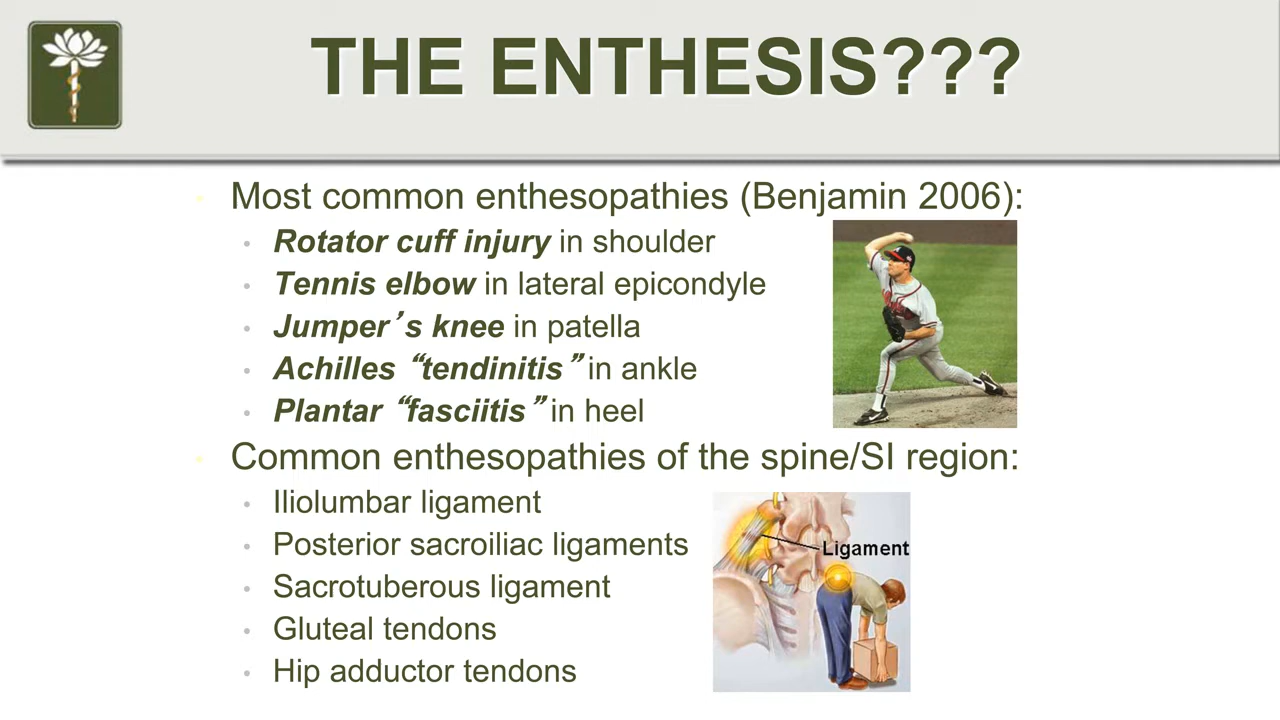 THE ENTHESIS???
Most common enthesopathies (Benjamin 2006):
Rotator cuff injury in shoulder
Tennis elbow in lateral epicondyle
Jumper’s knee in patella
Achilles “tendinitis” in ankle
Plantar “fasciitis” in heel
Common enthesopathies of the spine/SI region:
Iliolumbar ligament
Posterior sacroiliac ligaments
Sacrotuberous ligament
Gluteal tendons
Hip adductor tendons
Ligament